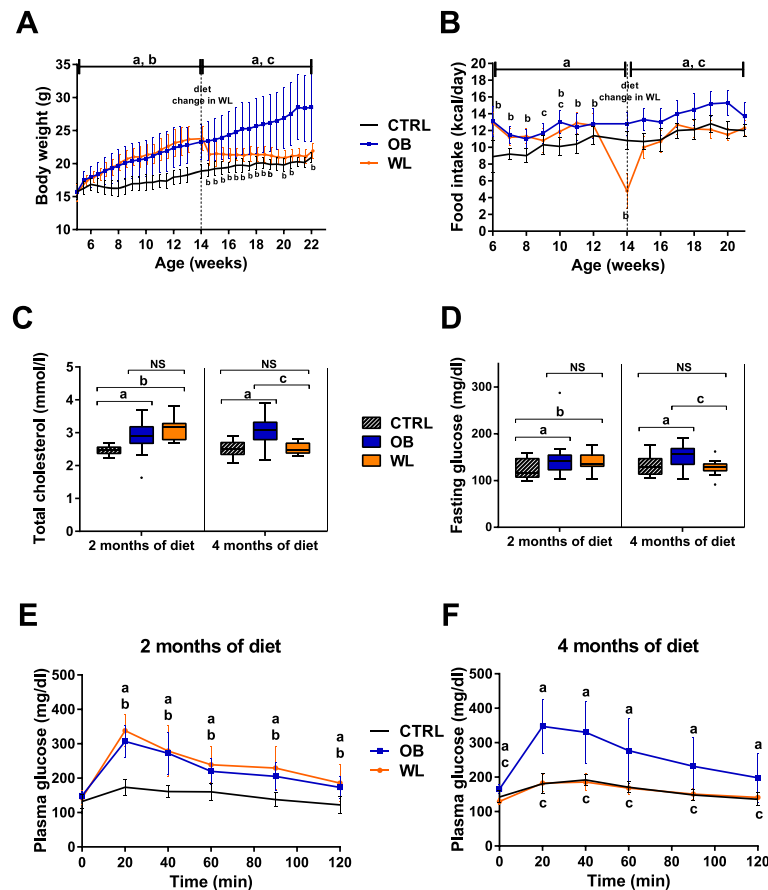 A
B
a, b
a, c
diet
change in WL
Body weight (g)
35
30
25
20
15
10
b b b b b b b b b b b b
6 8 10 12 14 16 18 20 22
Age (weeks)
CTRL
OB
WL
a
a, c
diet
change in WL
Food intake (kcal/day)
20
18
16
14
12
10
8
6
4
2
0
b b b c b c b b
b
6 8 10 12 14 16 18 20
Age (weeks)
C
D
Total cholesterol (mmol/l)
5
4
3
2
1
0
NS
b
a
NS
c
a
2 months of diet
4 months of diet
CTRL
OB
WL
Fasting glucose (mg/dl)
300
200
100
0
NS
b
a
NS
c
a
2 months of diet
4 months of diet
E
F
2 months of diet
Plasma glucose (mg/dl)
500
400
300
200
100
0
a a a a a
b b b b b
0 20 40 60 80 100 120
Time (min)
CTRL
OB
WL
4 months of diet
Plasma glucose (mg/dl)
500
400
300
200
100
0
a a a a a a
c c c c c c
0 20 40 60 80 100 120
Time (min)